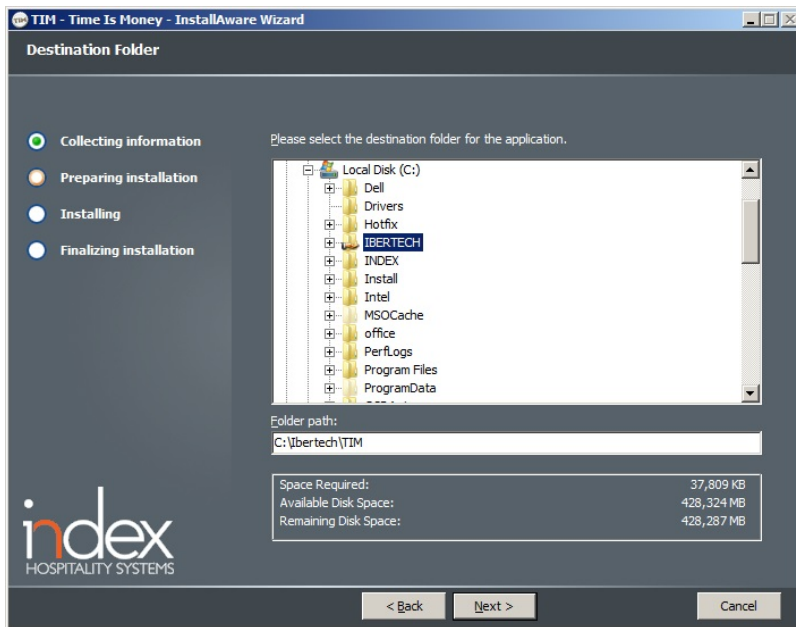 TIM - Time Is Money - InstallAware Wizard
Destination Folder
Collecting information
Preparing installation
Installing
Finalizing installation
Please select the destination folder for the application.
Local Disk (C:)
Dell
Drivers
Hotfix
IBERTECH
INDEX
Install
Intel
MSOCache
office
PerfLogs
Program Files
ProgramData
Folder path:
C:\Ibertech\TIM
Space Required: 37,809 KB
Available Disk Space: 428,324 MB
Remaining Disk Space: 428,287 MB
index
HOSPITALITY SYSTEMS
< Back Next > Cancel